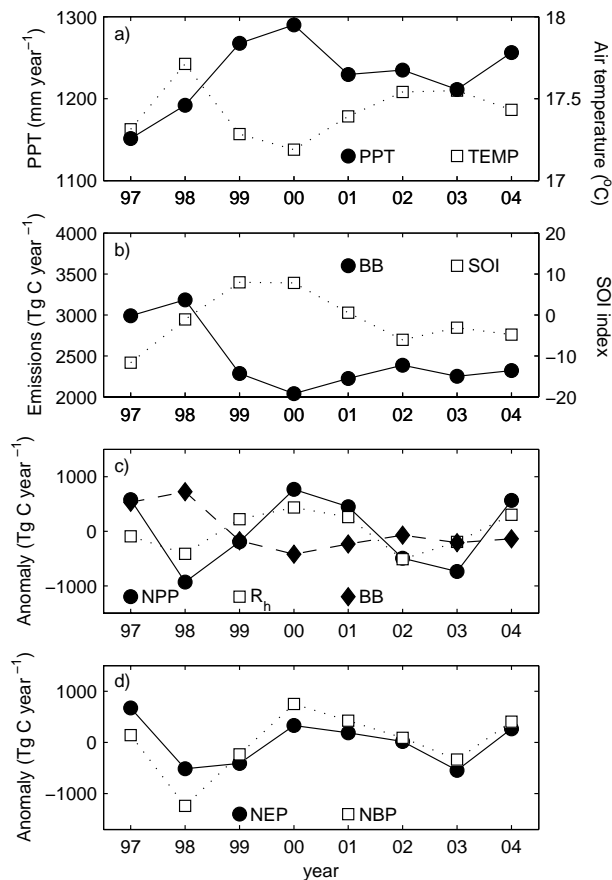 a)
PPT (mm year⁻¹)
1300
1200
1100
18
17.5
17
Air temperature (°C)
PPT TEMP
97 98 99 00 01 02 03 04
b)
Emissions (Tg C year⁻¹)
4000
3500
3000
2500
2000
20
10
0
−10
−20
SOI index
BB SOI
97 98 99 00 01 02 03 04
c)
Anomaly (Tg C year⁻¹)
1000
0
−1000
NPP R_h BB
97 98 99 00 01 02 03 04
d)
Anomaly (Tg C year⁻¹)
1000
0
−1000
NEP NBP
97 98 99 00 01 02 03 04
year